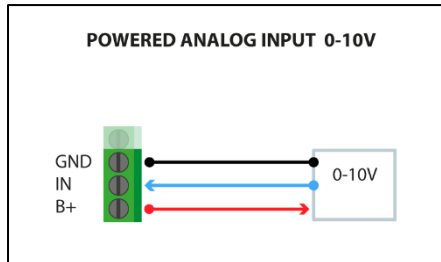 POWERED ANALOG INPUT 0-10V
GND
IN
B+
0-10V